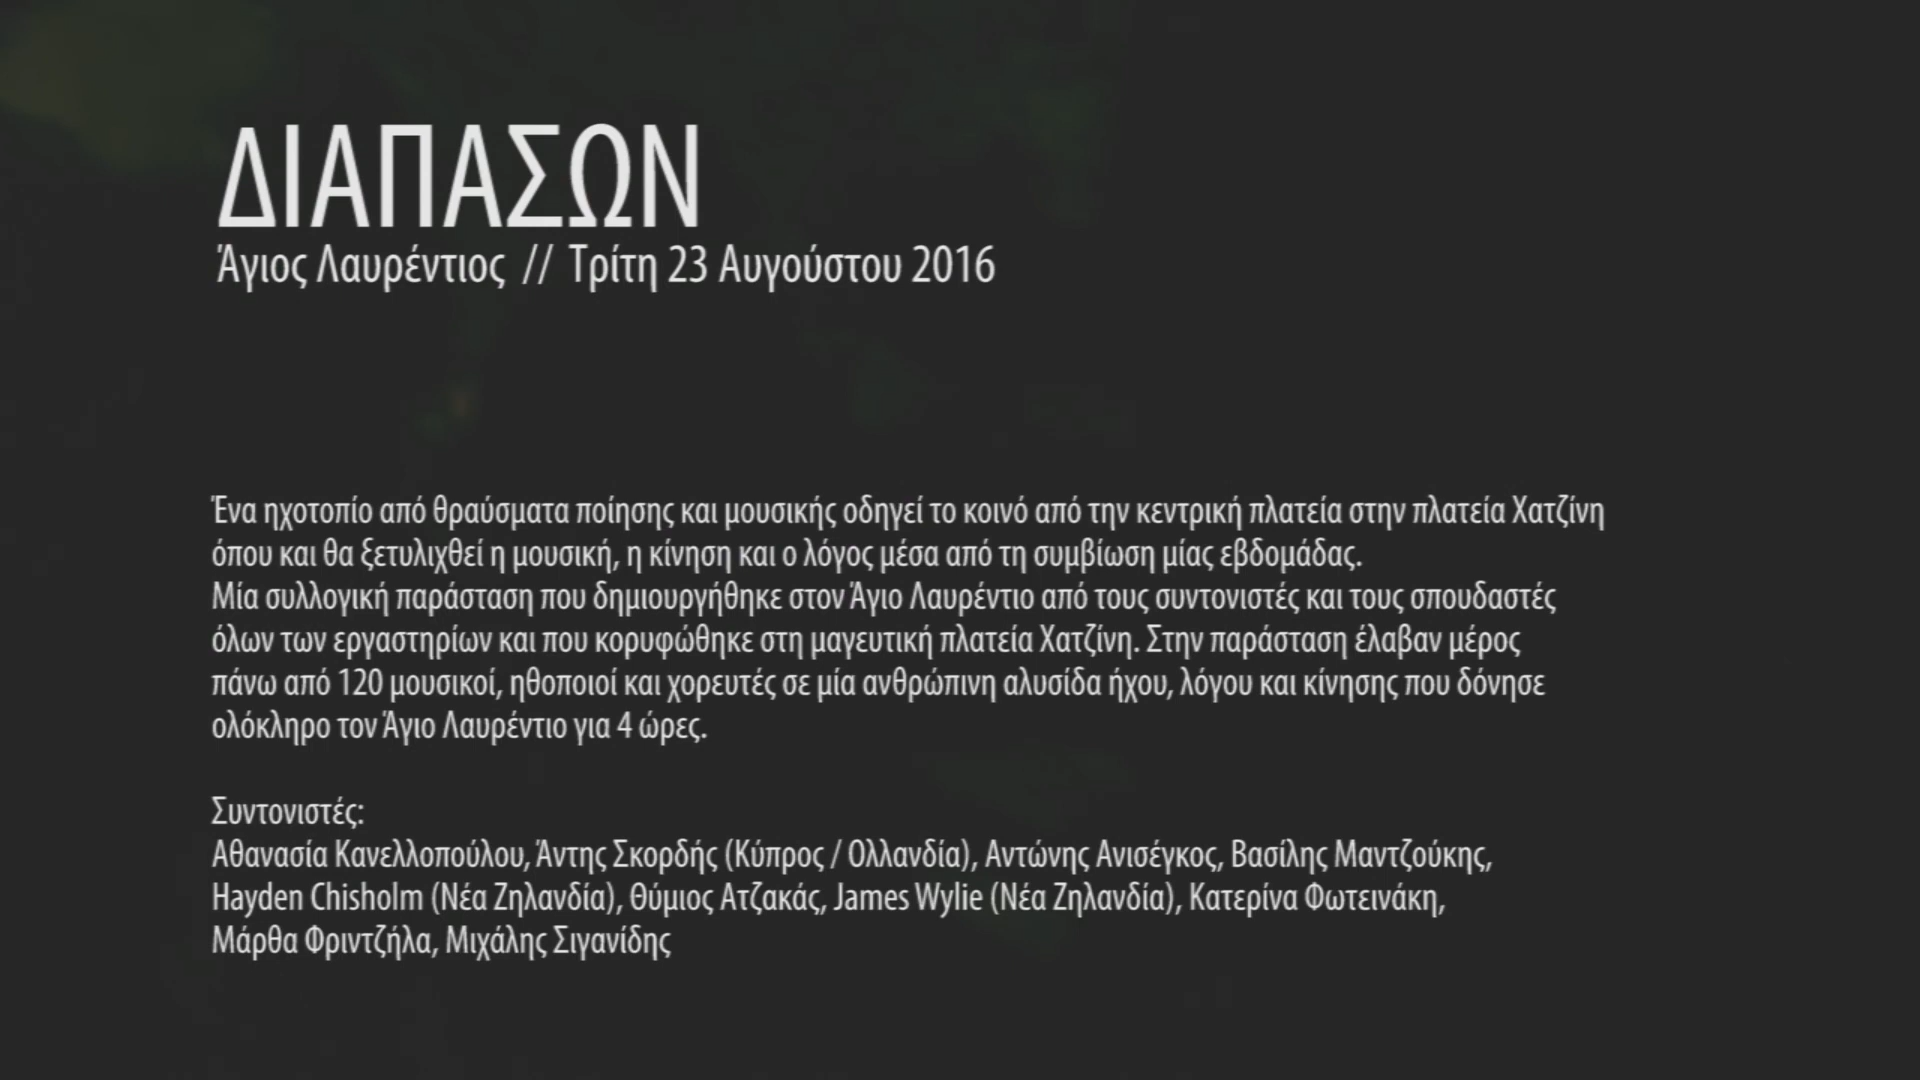 ΔΙΑΠΑΣΩΝ
Άγιος Λαυρέντιος // Τρίτη 23 Αυγούστου 2016
Ένα ηχοτοπίο από θραύσματα ποίησης και μουσικής οδηγεί το κοινό από την κεντρική πλατεία στην πλατεία Χατζίνη
όπου και θα ξετυλιχθεί η μουσική, η κίνηση και ο λόγος μέσα από τη συμβίωση μίας εβδομάδας.
Μία συλλογική παράσταση που δημιουργήθηκε στον Άγιο Λαυρέντιο από τους συντονιστές και τους σπουδαστές
όλων των εργαστηρίων και που κορυφώθηκε στη μαγευτική πλατεία Χατζίνη. Στην παράσταση έλαβαν μέρος
πάνω από 120 μουσικοί, ηθοποιοί και χορευτές σε μία ανθρώπινη αλυσίδα ήχου, λόγου και κίνησης που δόνησε
ολόκληρο τον Άγιο Λαυρέντιο για 4 ώρες.
Συντονιστές:
Αθανασία Κανελλοπούλου, Άντης Σκορδής (Κύπρος / Ολλανδία), Αντώνης Ανισέγκος, Βασίλης Μαντζούκης,
Hayden Chisholm (Νέα Ζηλανδία), Θύμιος Ατζακάς, James Wylie (Νέα Ζηλανδία), Κατερίνα Φωτεινάκη,
Μάρθα Φριντζήλα, Μιχάλης Σιγανίδης